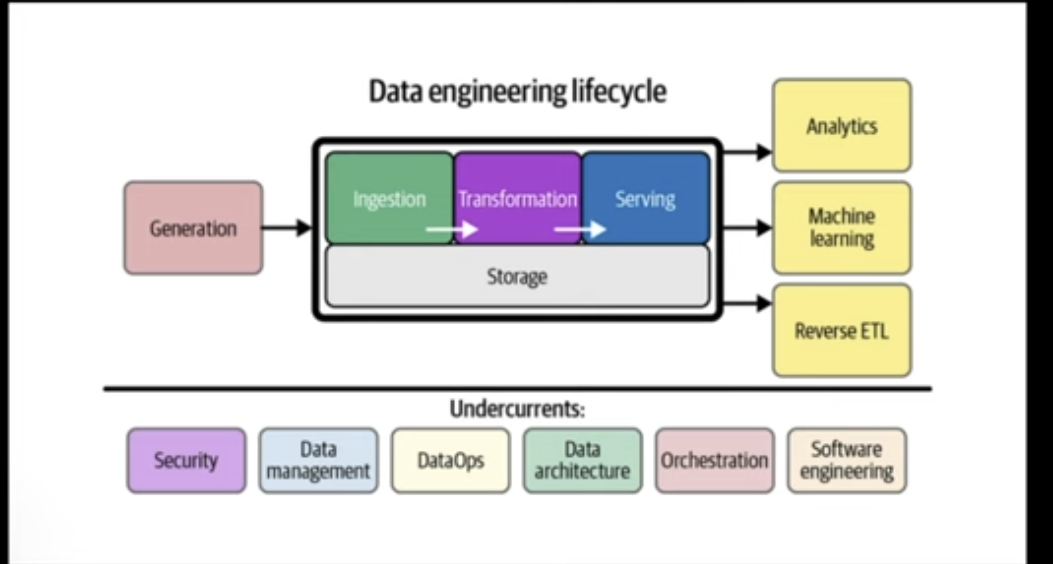 Data engineering lifecycle
Generation
Ingestion
Transformation
Serving
Storage
Analytics
Machine
learning
Reverse ETL
Undercurrents:
Security
Data
management
DataOps
Data
architecture
Orchestration
Software
engineering